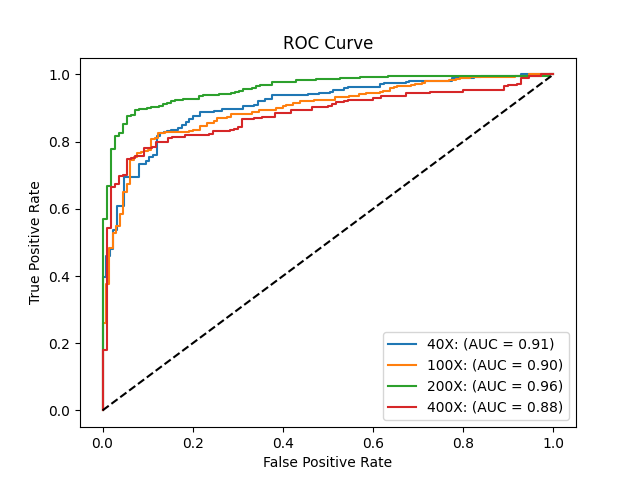 ROC Curve
1.0
0.8
0.6
0.4
0.2
0.0
True Positive Rate
40X: (AUC = 0.91)
100X: (AUC = 0.90)
200X: (AUC = 0.96)
400X: (AUC = 0.88)
0.0 0.2 0.4 0.6 0.8 1.0
False Positive Rate